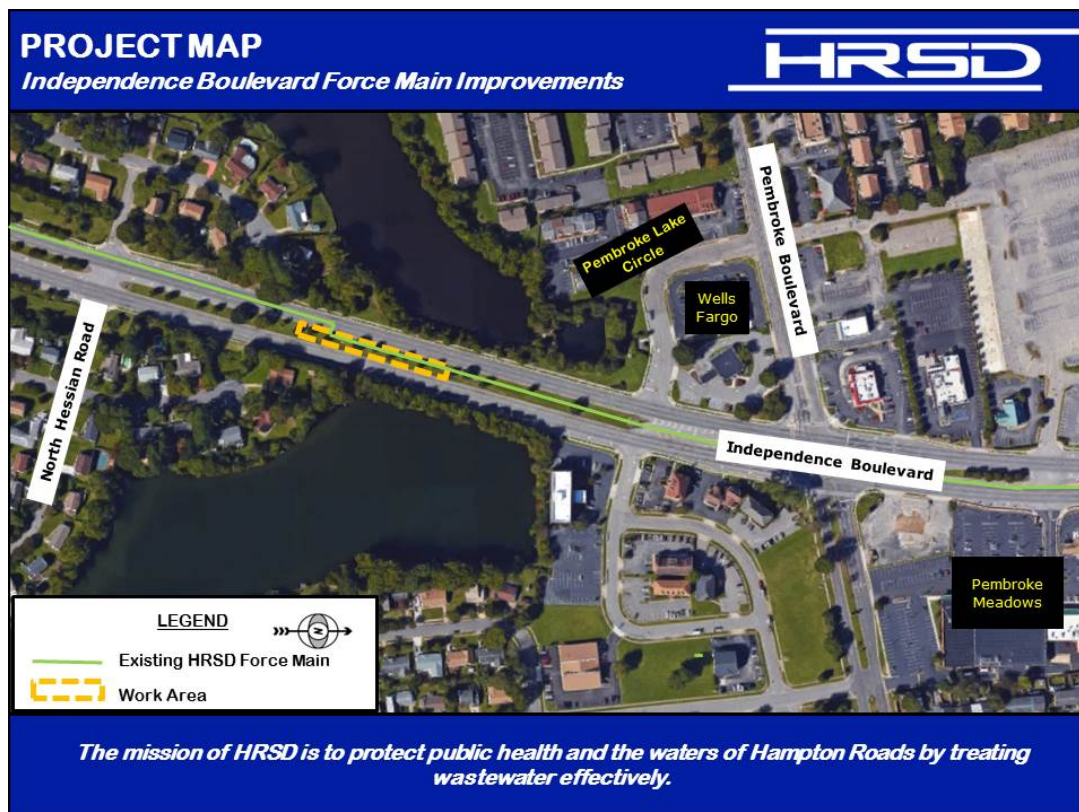 PROJECT MAP
Independence Boulevard Force Main Improvements
HRSD
Pembroke Boulevard
Pembroke Lake
Circle
Wells
Fargo
North Hessian Road
Independence Boulevard
Pembroke
Meadows
LEGEND
N
Existing HRSD Force Main
Work Area
The mission of HRSD is to protect public health and the waters of Hampton Roads by treating
wastewater effectively.